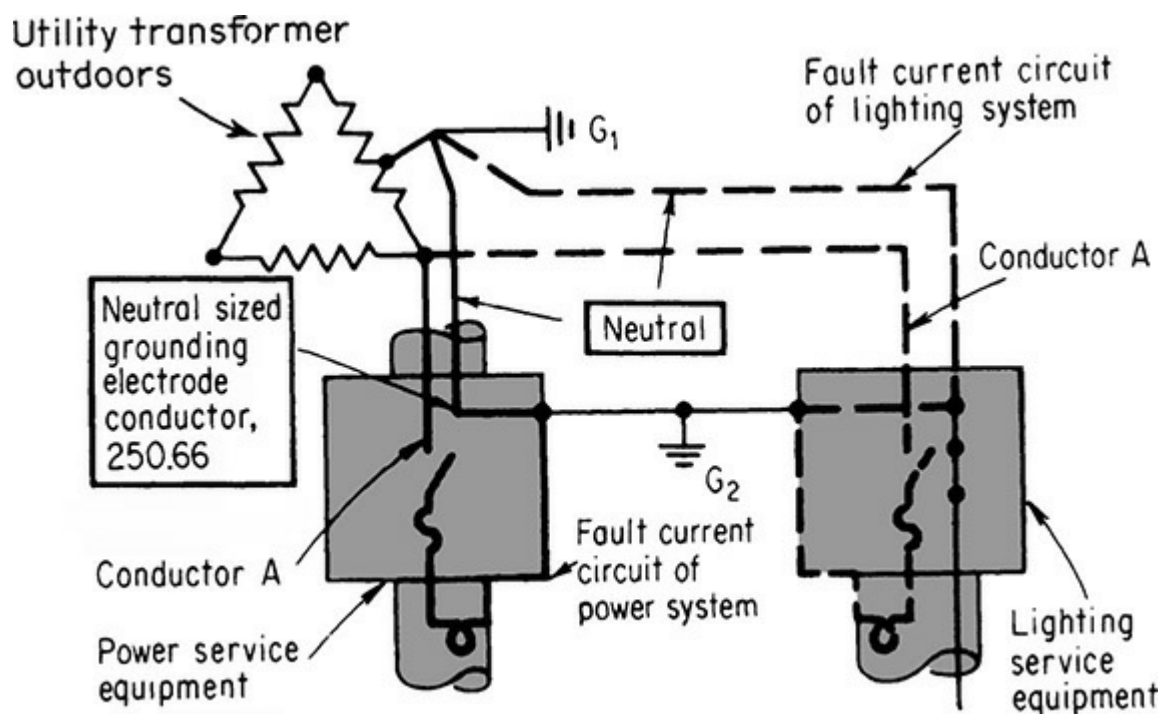 Utility transformer
outdoors
G1
Fault current circuit
of lighting system
Conductor A
Neutral sized
grounding
electrode
conductor,
250.66
Neutral
G2
Conductor A
Fault current
circuit of
power system
Power service
equipment
Lighting
service
equipment